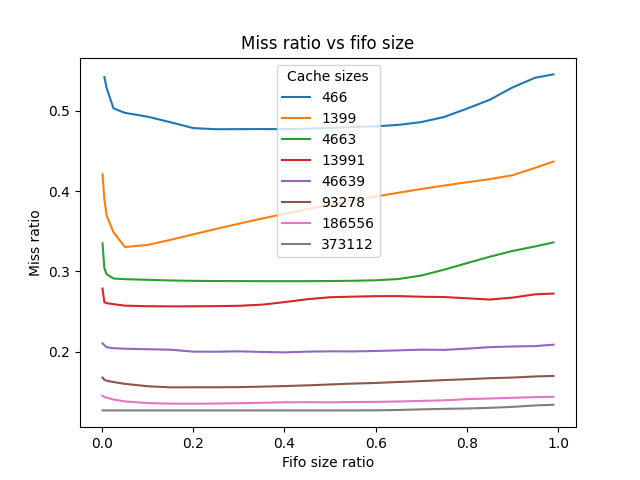 Miss ratio vs fifo size
Cache sizes
466
1399
4663
13991
46639
93278
186556
373112
Miss ratio
0.5
0.4
0.3
0.2
0.0 0.2 0.4 0.6 0.8 1.0
Fifo size ratio